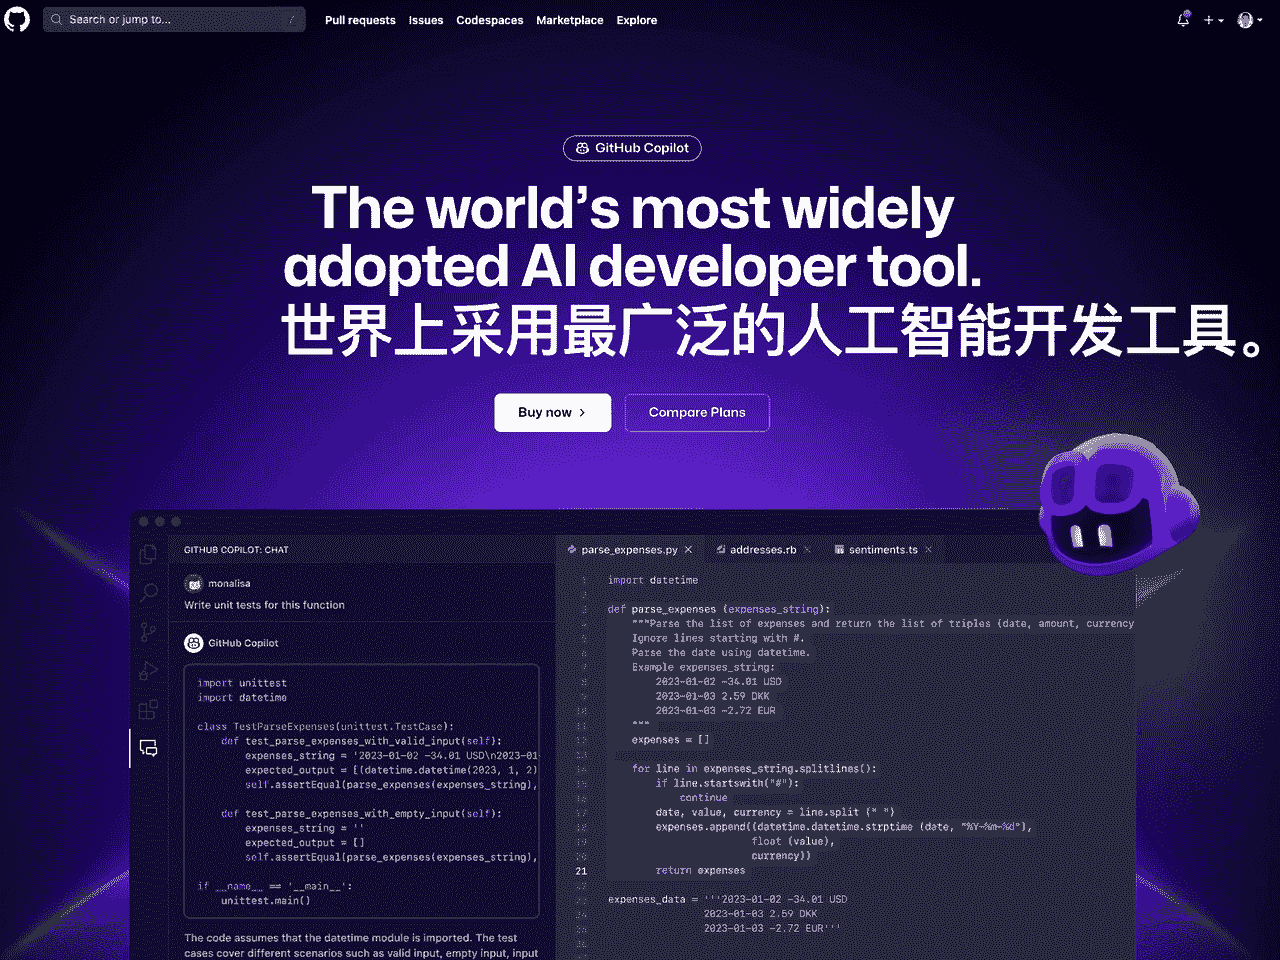 Search or jump to... /
Pull requests Issues Codespaces Marketplace Explore
GitHub Copilot
The world's most widely
adopted AI developer tool.
世界上采用最广泛的人工智能开发工具。
Buy now >
Compare Plans
GITHUB COPILOT: CHAT
monalisa
Write unit tests for this function
GitHub Copilot
import unittest
import datetime
class TestParseExpenses(unittest.TestCase):
def test_parse_expenses_with_valid_input(self):
expenses_string = '2023-01-02 -34.01 USD\n2023-01
expected_output = [(datetime.datetime(2023, 1, 2)
self.assertEqual(parse_expenses(expenses_string),
def test_parse_expenses_with_empty_input(self):
expenses_string = ''
expected_output = []
self.assertEqual(parse_expenses(expenses_string),
if __name__ == '__main__':
unittest.main()
The code assumes that the datetime module is imported. The test
cases cover different scenarios such as valid input, empty input, input
parse_expenses.py × addresses.rb × sentiments.ts ×
import datetime
def parse_expenses (expenses_string):
"""Parse the list of expenses and return the list of triples (date, amount, currency
Ignore lines starting with #.
Parse the date using datetime.
Example expenses_string:
2023-01-02 -34.01 USD
2023-01-03 2.59 DKK
2023-01-03 -2.72 EUR
"""
expenses = []
for line in expenses_string.splitlines():
if line.startswith("#"):
continue
date, value, currency = line.split (" ")
expenses.append((datetime.datetime.strptime (date, "%Y-%m-%d"),
float (value),
currency))
21 return expenses
expenses_data = '''2023-01-02 -34.01 USD
2023-01-03 2.59 DKK
2023-01-03 -2.72 EUR'''